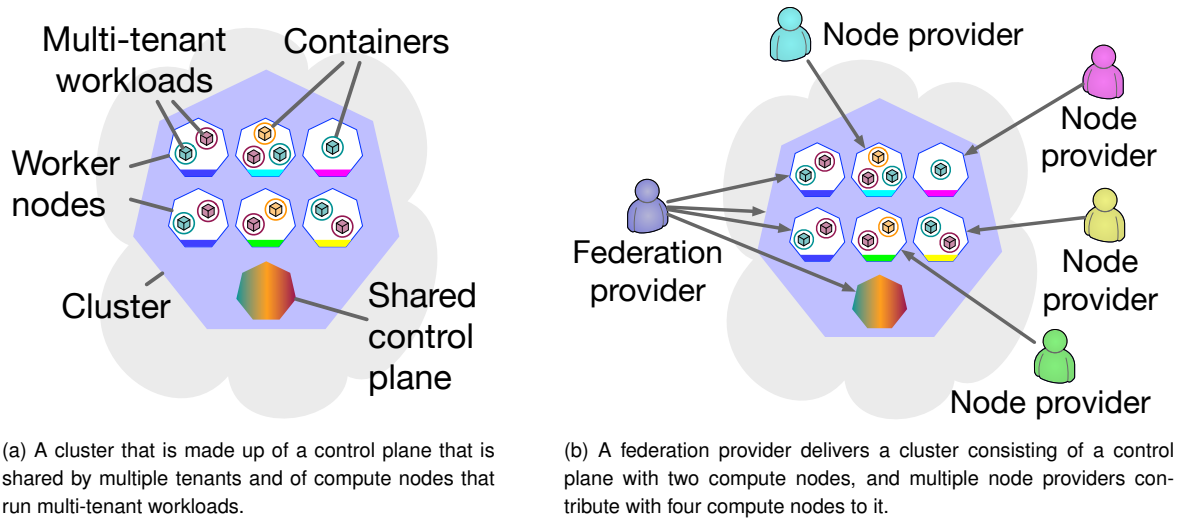 Multi-tenant
workloads
Containers
Worker
nodes
Cluster
Shared
control
plane
(a) A cluster that is made up of a control plane that is
shared by multiple tenants and of compute nodes that
run multi-tenant workloads.
Node provider
Node
provider
Federation
provider
Node
provider
Node provider
(b) A federation provider delivers a cluster consisting of a control
plane with two compute nodes, and multiple node providers con-
tribute with four compute nodes to it.